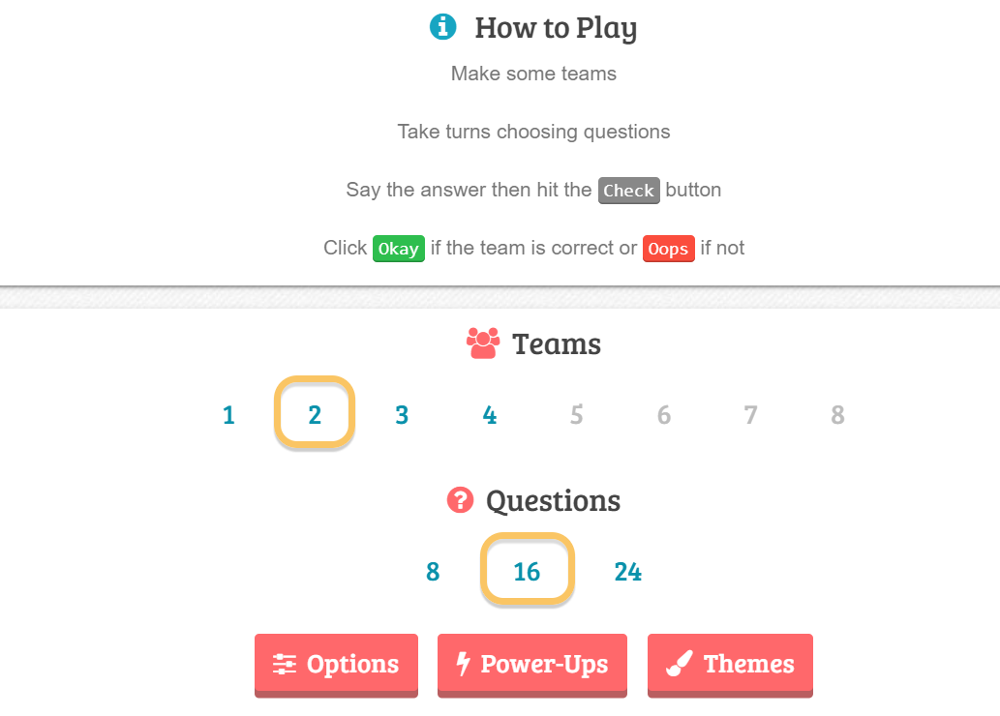 How to Play
Make some teams
Take turns choosing questions
Say the answer then hit the Check button
Click Okay if the team is correct or Oops if not
Teams
1 2 3 4 5 6 7 8
Questions
8 16 24
Options Power-Ups Themes